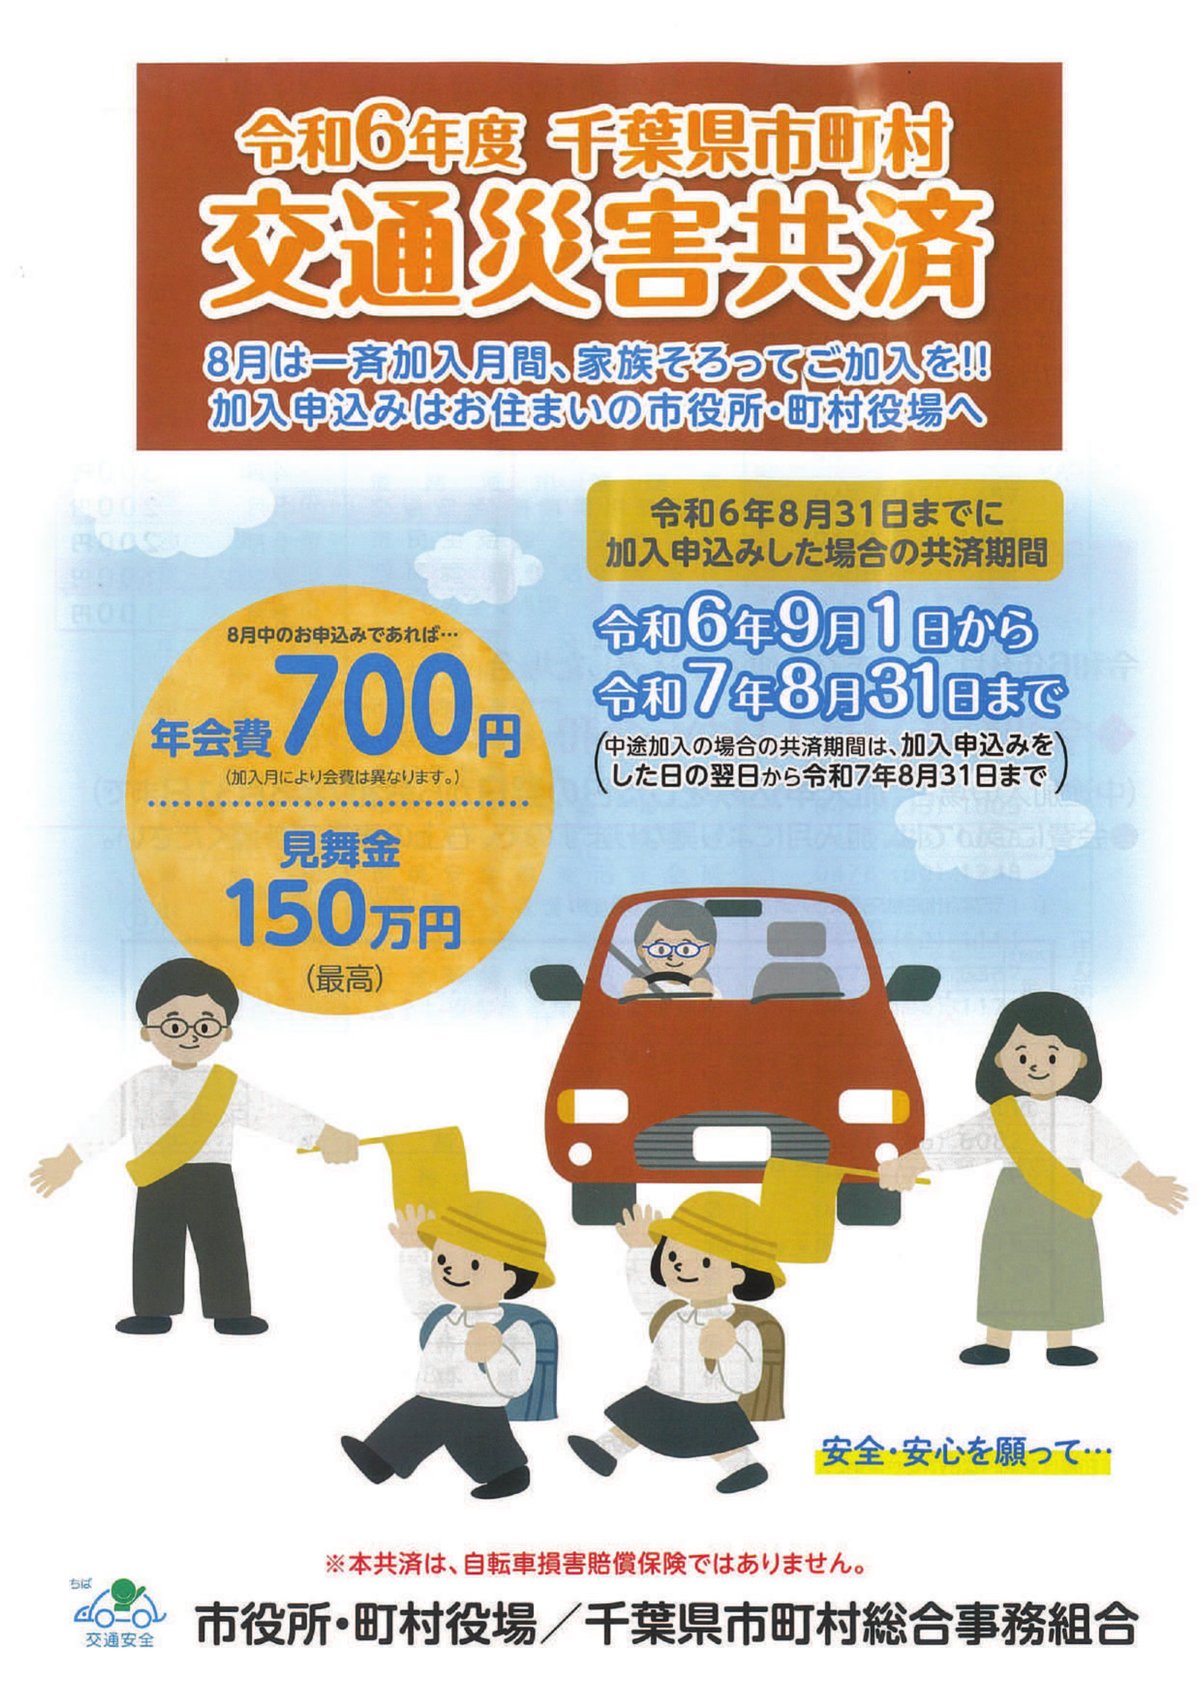 令和6年度 千葉県市町村
交通災害共済
8月は一斉加入月間、家族そろってご加入を!!
加入申込みはお住まいの市役所・町村役場へ
令和6年8月31日までに
加入申込みした場合の共済期間
令和6年9月1日から
令和7年8月31日まで
(中途加入の場合の共済期間は、加入申込みを
した日の翌日から令和7年8月31日まで)
8月中のお申込みであれば…
年会費700円
(加入月により会費は異なります。)
見舞金
150万円
(最高)
安全・安心を願って…
※本共済は、自転車損害賠償保険ではありません。
ちば
交通安全
市役所・町村役場/千葉県市町村総合事務組合